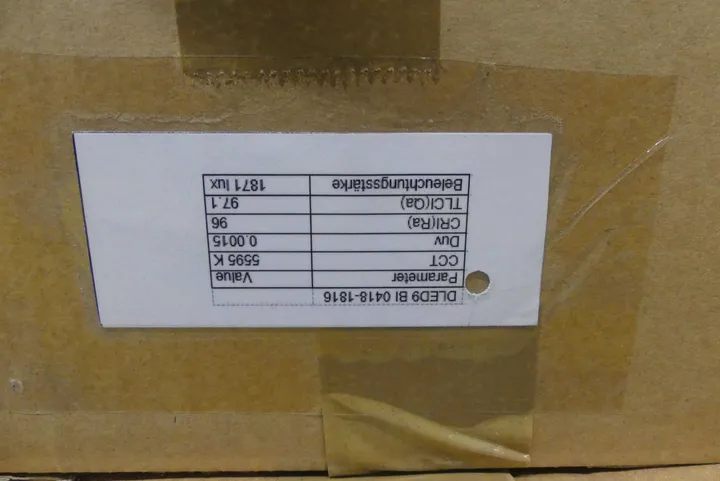 DLED9 BI 0418-1816
Parameter Value
CCT 5595 K
Duv 0.0015
CRI(Ra) 96
TLCI(Qa) 97.1
Beleuchtungsstärke 1871 lux